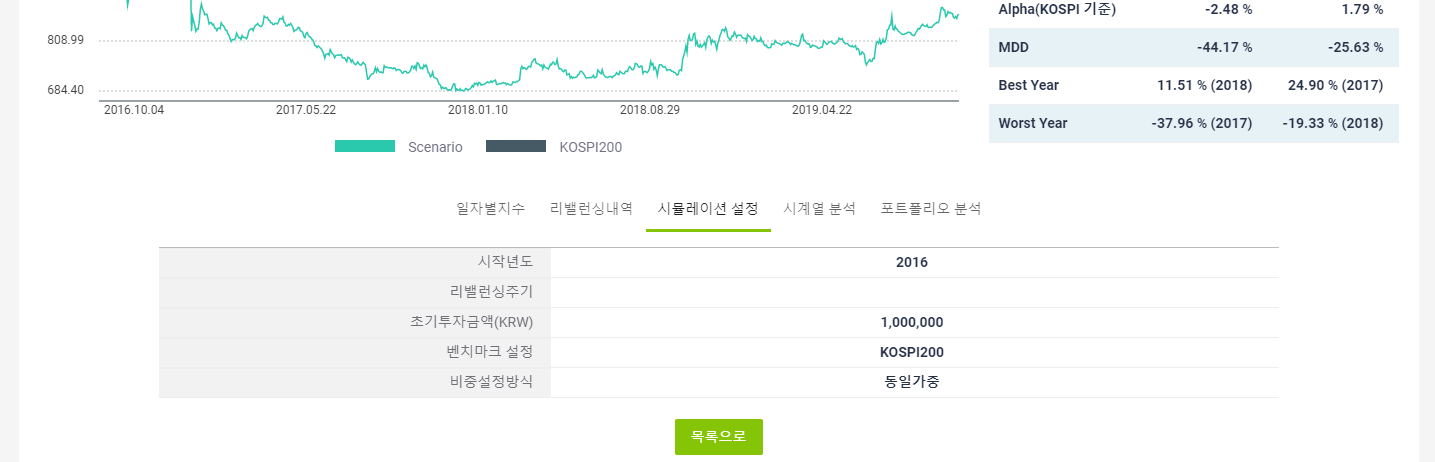 Alpha(KOSPI 기준) -2.48 % 1.79 %
808.99
MDD -44.17 % -25.63 %
684.40
Best Year 11.51 % (2018) 24.90 % (2017)
2016.10.04 2017.05.22 2018.01.10 2018.08.29 2019.04.22
Worst Year -37.96 % (2017) -19.33 % (2018)
Scenario KOSPI200
일자별지수 리밸런싱내역 시뮬레이션 설정 시계열 분석 포트폴리오 분석
시작년도 2016
리밸런싱주기
초기투자금액(KRW) 1,000,000
벤치마크 설정 KOSPI200
비중설정방식 동일가중
목록으로